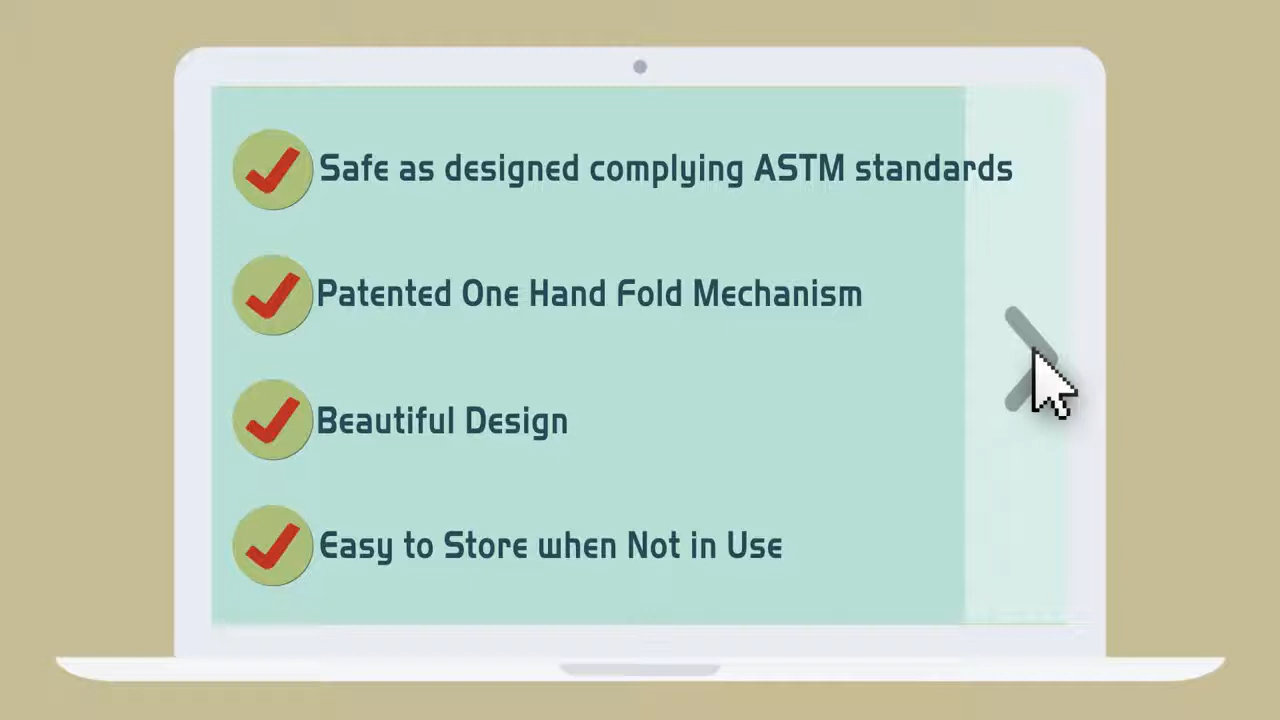 Safe as designed complying ASTM standards
Patented One Hand Fold Mechanism
Beautiful Design
Easy to Store when Not in Use